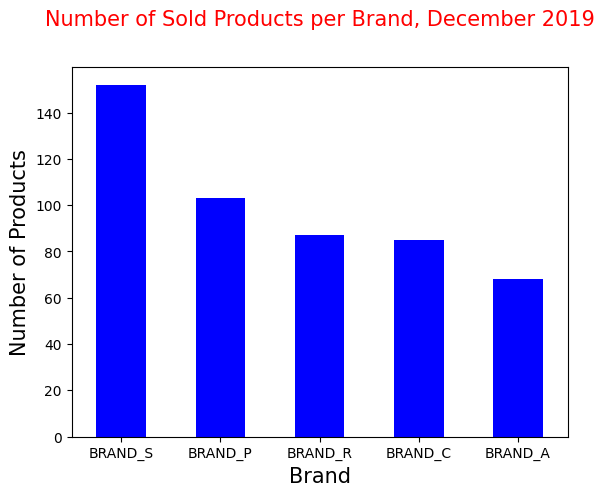 Number of Sold Products per Brand, December 2019
Number of Products
140
120
100
80
60
40
20
0
BRAND_S BRAND_P BRAND_R BRAND_C BRAND_A
Brand